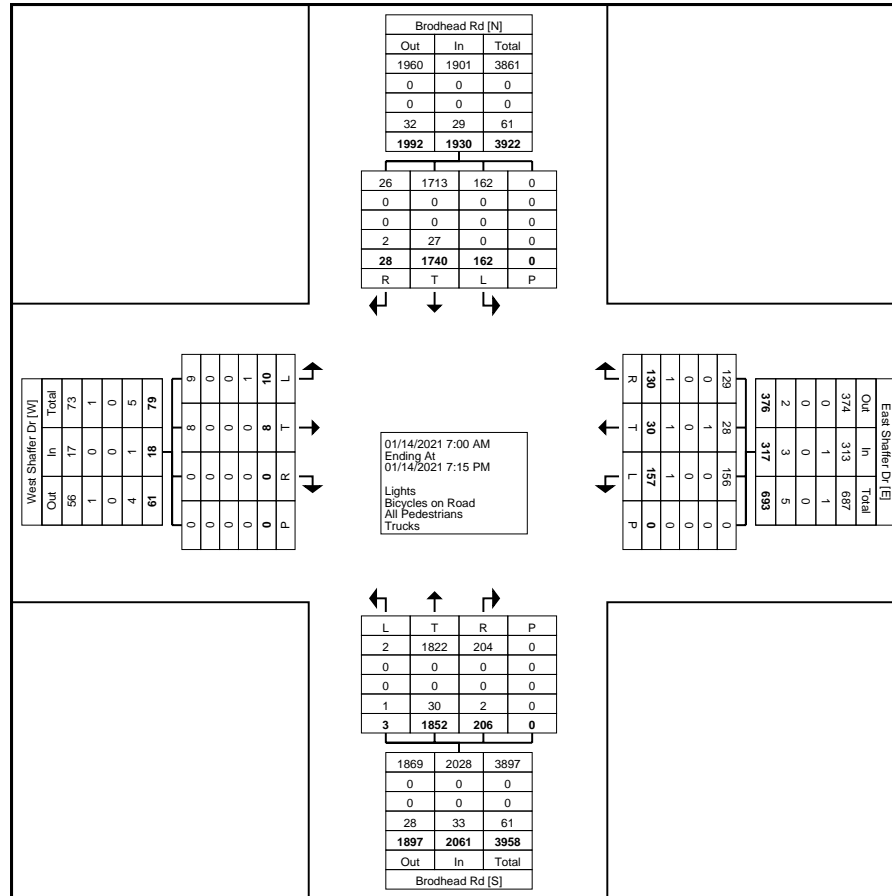 Brodhead Rd [N]
Out In Total
1960 1901 3861
0 0 0
0 0 0
32 29 61
1992 1930 3922
26 1713 162 0
0 0 0 0
0 0 0 0
2 27 0 0
28 1740 162 0
R T L P
West Shaffer Dr [W]
Total In Out
73 17 56
1 0 1
0 0 0
5 1 4
79 18 61
9 8 0 0
0 0 0 0
0 0 0 0
1 0 0 0
10 8 0 0
L T R P
01/14/2021 7:00 AM
Ending At
01/14/2021 7:15 PM
Lights
Bicycles on Road
All Pedestrians
Trucks
R T L P
130 30 157 0
1 1 1 0
0 0 0 0
0 1 0 0
129 28 156 0
East Shaffer Dr [E]
Out In Total
374 313 687
0 1 1
0 0 0
2 3 5
376 317 693
L T R P
2 1822 204 0
0 0 0 0
0 0 0 0
1 30 2 0
3 1852 206 0
1869 2028 3897
0 0 0
0 0 0
28 33 61
1897 2061 3958
Out In Total
Brodhead Rd [S]